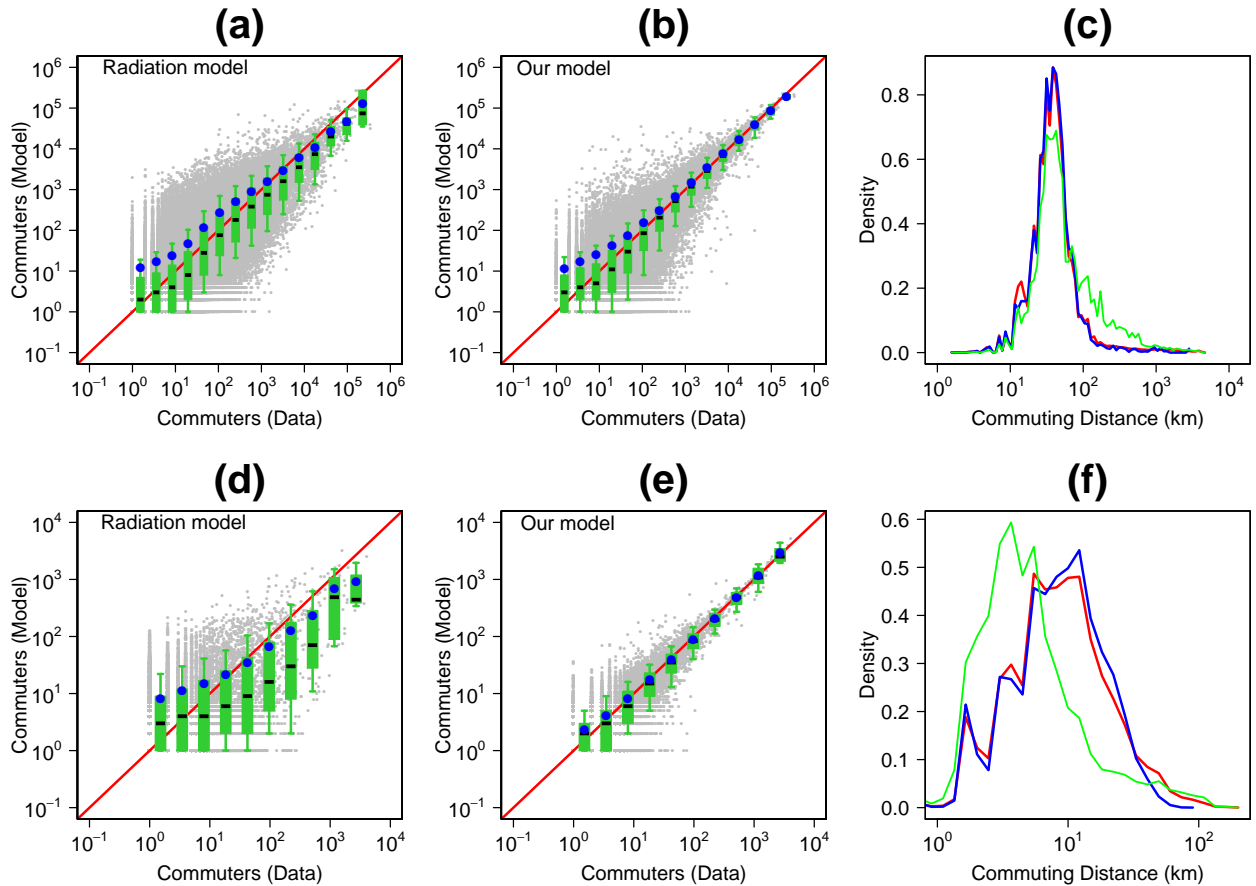 (a)
Radiation model
Commuters (Model)
10^6
10^5
10^4
10^3
10^2
10^1
10^0
10^−1
10^−1 10^0 10^1 10^2 10^3 10^4 10^5 10^6
Commuters (Data)
(b)
Our model
Commuters (Model)
10^6
10^5
10^4
10^3
10^2
10^1
10^0
10^−1
10^−1 10^0 10^1 10^2 10^3 10^4 10^5 10^6
Commuters (Data)
(c)
Density
0.8
0.6
0.4
0.2
0.0
10^0 10^1 10^2 10^3 10^4
Commuting Distance (km)
(d)
Radiation model
Commuters (Model)
10^4
10^3
10^2
10^1
10^0
10^−1
10^−1 10^0 10^1 10^2 10^3 10^4
Commuters (Data)
(e)
Our model
Commuters (Model)
10^4
10^3
10^2
10^1
10^0
10^−1
10^−1 10^0 10^1 10^2 10^3 10^4
Commuters (Data)
(f)
Density
0.6
0.5
0.4
0.3
0.2
0.1
0.0
10^0 10^1 10^2
Commuting Distance (km)